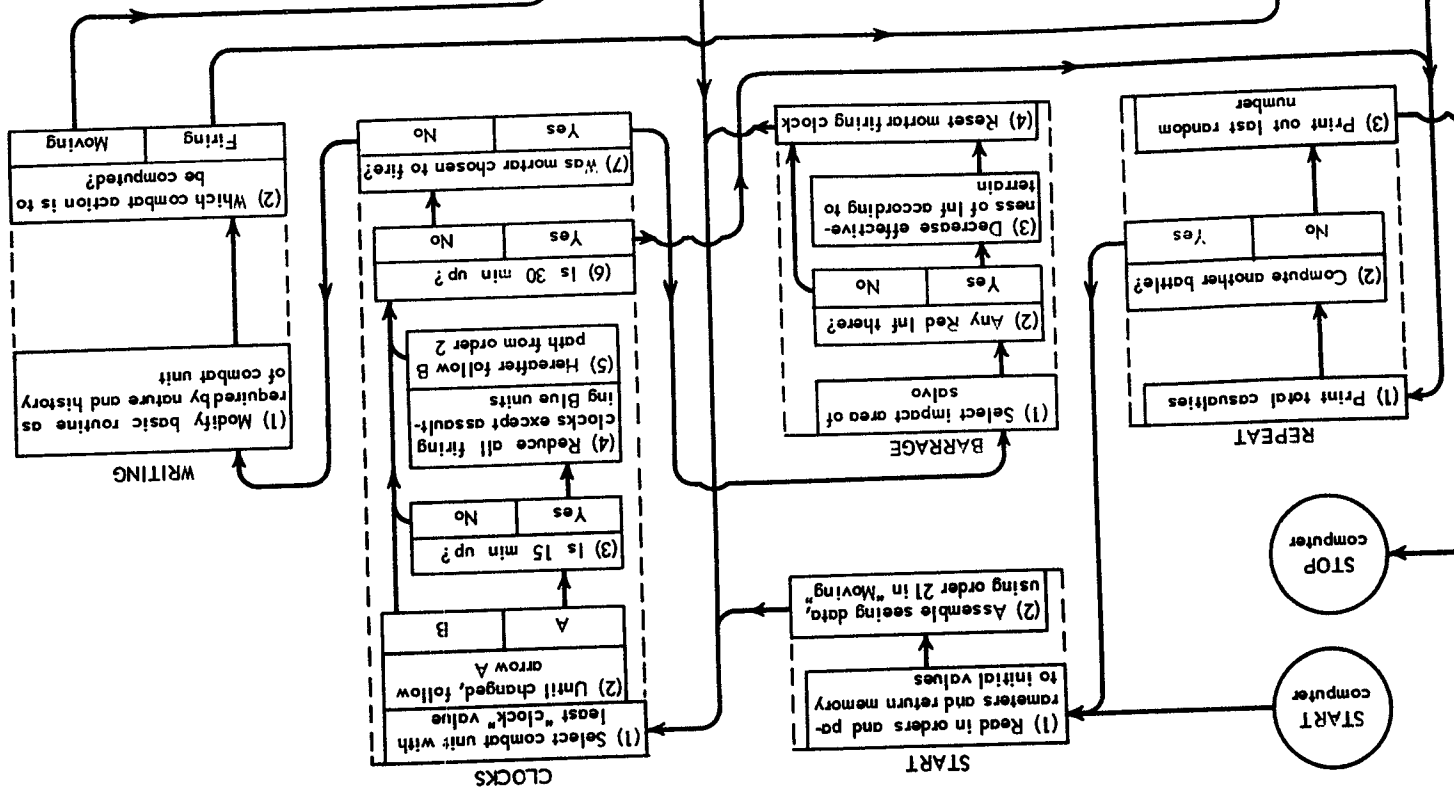 START
computer
START
(1) Read in orders and pa-
rameters and return memory
to initial values
(2) Assemble seeing data,
using order 21 in "Moving"
CLOCKS
(1) Select combat unit with
least "clock" value
(2) Until changed, follow
arrow A
A
B
(3) Is 15 min up?
Yes
No
(4) Reduce all firing
clocks except assault-
ing Blue units
(5) Hereafter follow B
path from order 2
(6) Is 30 min up?
Yes
No
(7) Was mortar chosen to fire?
Yes
No
STOP
computer
REPEAT
(1) Print total casualties
(2) Compute another battle?
No
Yes
(3) Print out last random
number
BARRAGE
(1) Select impact area of
salvo
(2) Any Red Inf there?
Yes
No
(3) Decrease effective-
ness of Inf according to
terrain
(4) Reset mortar firing clock
WRITING
(1) Modify basic routine as
required by nature and history
of combat unit
(2) Which combat action is to
be computed?
Firing
Moving